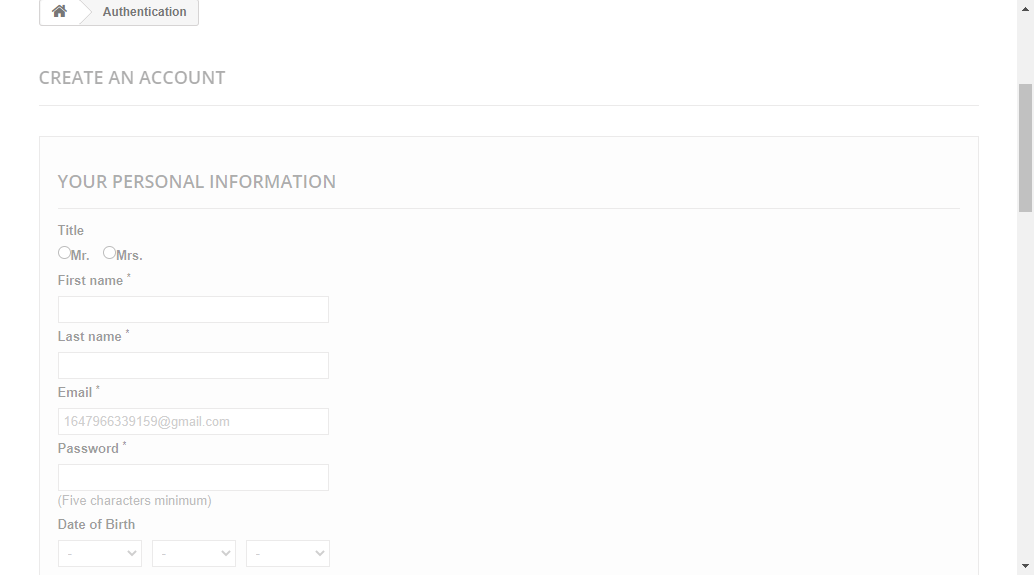 Authentication
CREATE AN ACCOUNT
YOUR PERSONAL INFORMATION
Title
Mr. Mrs.
First name *
Last name *
Email *
1647966339159@gmail.com
Password *
(Five characters minimum)
Date of Birth
- - -